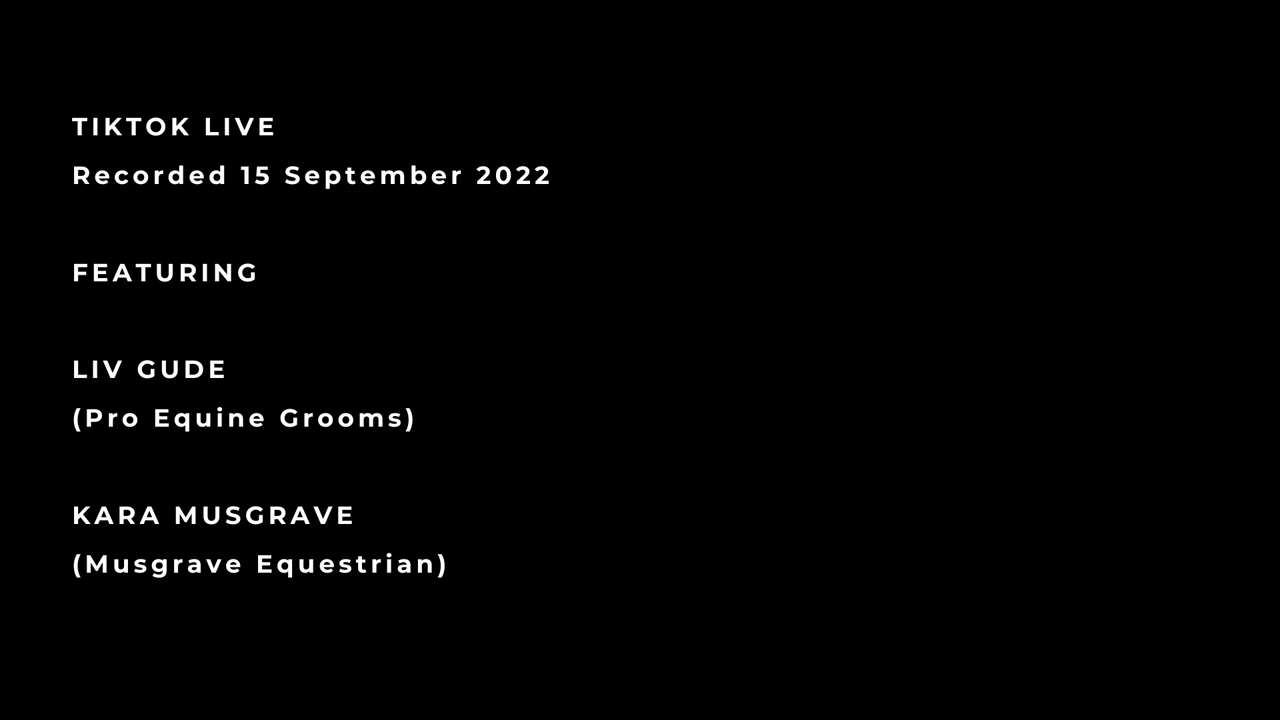 TIKTOK LIVE
Recorded 15 September 2022
FEATURING
LIV GUDE
(Pro Equine Grooms)
KARA MUSGRAVE
(Musgrave Equestrian)